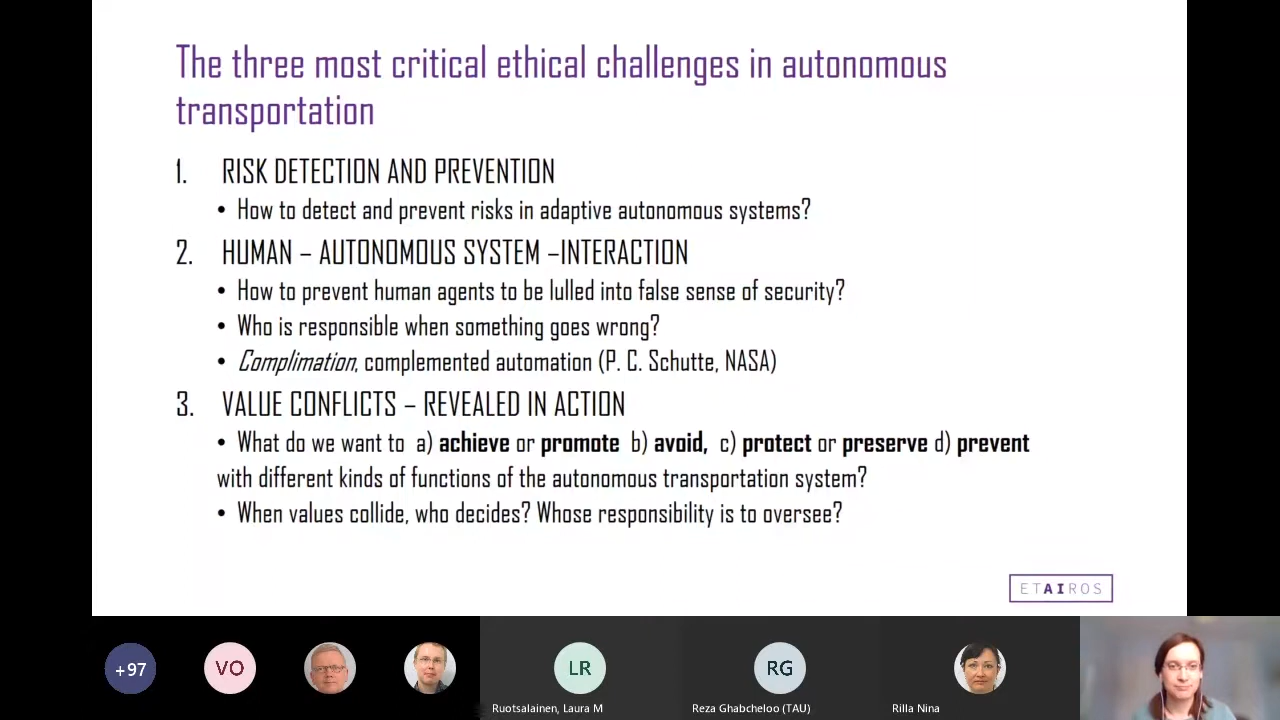 The three most critical ethical challenges in autonomous
transportation
1. RISK DETECTION AND PREVENTION
• How to detect and prevent risks in adaptive autonomous systems?
2. HUMAN – AUTONOMOUS SYSTEM –INTERACTION
• How to prevent human agents to be lulled into false sense of security?
• Who is responsible when something goes wrong?
• Complimation, complemented automation (P. C. Schutte, NASA)
3. VALUE CONFLICTS – REVEALED IN ACTION
• What do we want to a) achieve or promote b) avoid, c) protect or preserve d) prevent
with different kinds of functions of the autonomous transportation system?
• When values collide, who decides? Whose responsibility is to oversee?
ETAIROS
+97
VO
LR
RG
Ruotsalainen, Laura M
Reza Ghabcheloo (TAU)
Rilla Nina